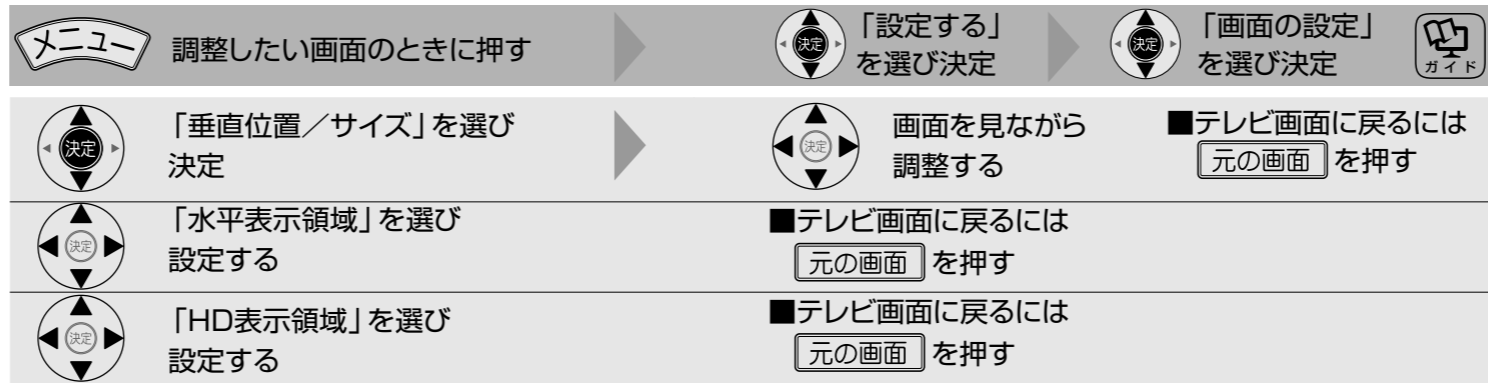 メニュー
調整したい画面のときに押す
決定
「設定する」
を選び決定
決定
「画面の設定」
を選び決定
ガイド
決定
「垂直位置／サイズ」を選び
決定
決定
画面を見ながら
調整する
■テレビ画面に戻るには
元の画面 を押す
決定
「水平表示領域」を選び
設定する
■テレビ画面に戻るには
元の画面 を押す
決定
「HD表示領域」を選び
設定する
■テレビ画面に戻るには
元の画面 を押す